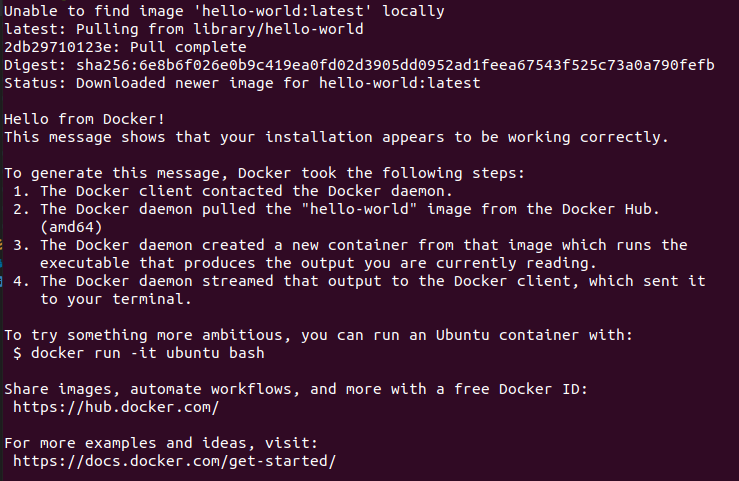 Unable to find image 'hello-world:latest' locally
latest: Pulling from library/hello-world
2db29710123e: Pull complete
Digest: sha256:6e8b6f026e0b9c419ea0fd02d3905dd0952ad1feea67543f525c73a0a790fefb
Status: Downloaded newer image for hello-world:latest
Hello from Docker!
This message shows that your installation appears to be working correctly.
To generate this message, Docker took the following steps:
1. The Docker client contacted the Docker daemon.
2. The Docker daemon pulled the "hello-world" image from the Docker Hub.
(amd64)
3. The Docker daemon created a new container from that image which runs the
executable that produces the output you are currently reading.
4. The Docker daemon streamed that output to the Docker client, which sent it
to your terminal.
To try something more ambitious, you can run an Ubuntu container with:
$ docker run -it ubuntu bash
Share images, automate workflows, and more with a free Docker ID:
https://hub.docker.com/
For more examples and ideas, visit:
https://docs.docker.com/get-started/